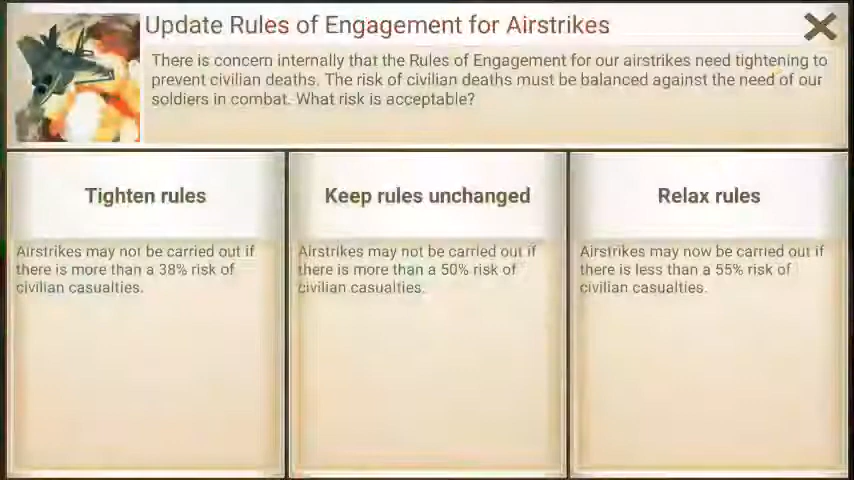 Update Rules of Engagement for Airstrikes
There is concern internally that the Rules of Engagement for our airstrikes need tightening to
prevent civilian deaths. The risk of civilian deaths must be balanced against the need of our
soldiers in combat. What risk is acceptable?
Tighten rules
Airstrikes may not be carried out if
there is more than a 38% risk of
civilian casualties.
Keep rules unchanged
Airstrikes may not be carried out if
there is more than a 50% risk of
civilian casualties.
Relax rules
Airstrikes may now be carried out if
there is less than a 55% risk of
civilian casualties.